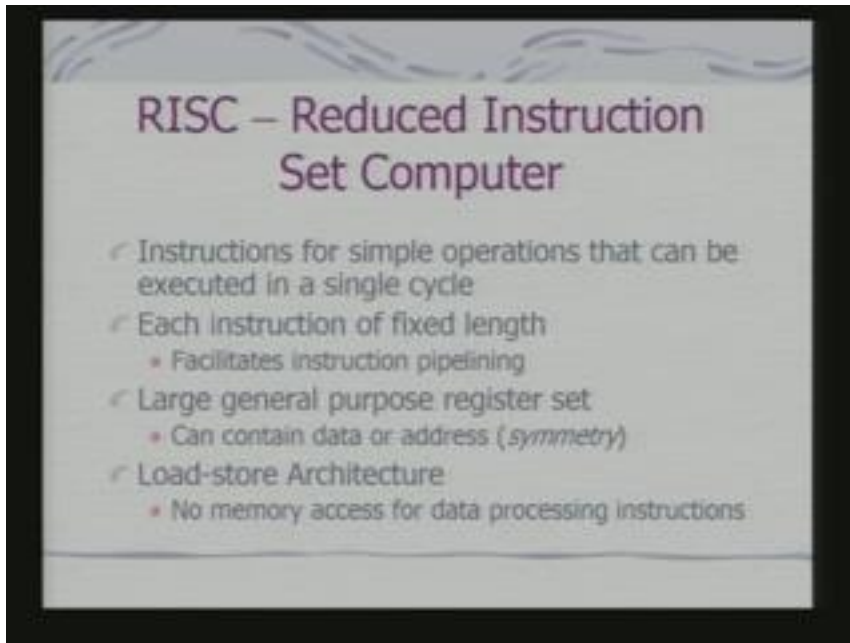 RISC – Reduced Instruction
Set Computer
Instructions for simple operations that can be
executed in a single cycle
Each instruction of fixed length
Facilitates instruction pipelining
Large general purpose register set
Can contain data or address (symmetry)
Load-store Architecture
No memory access for data processing instructions